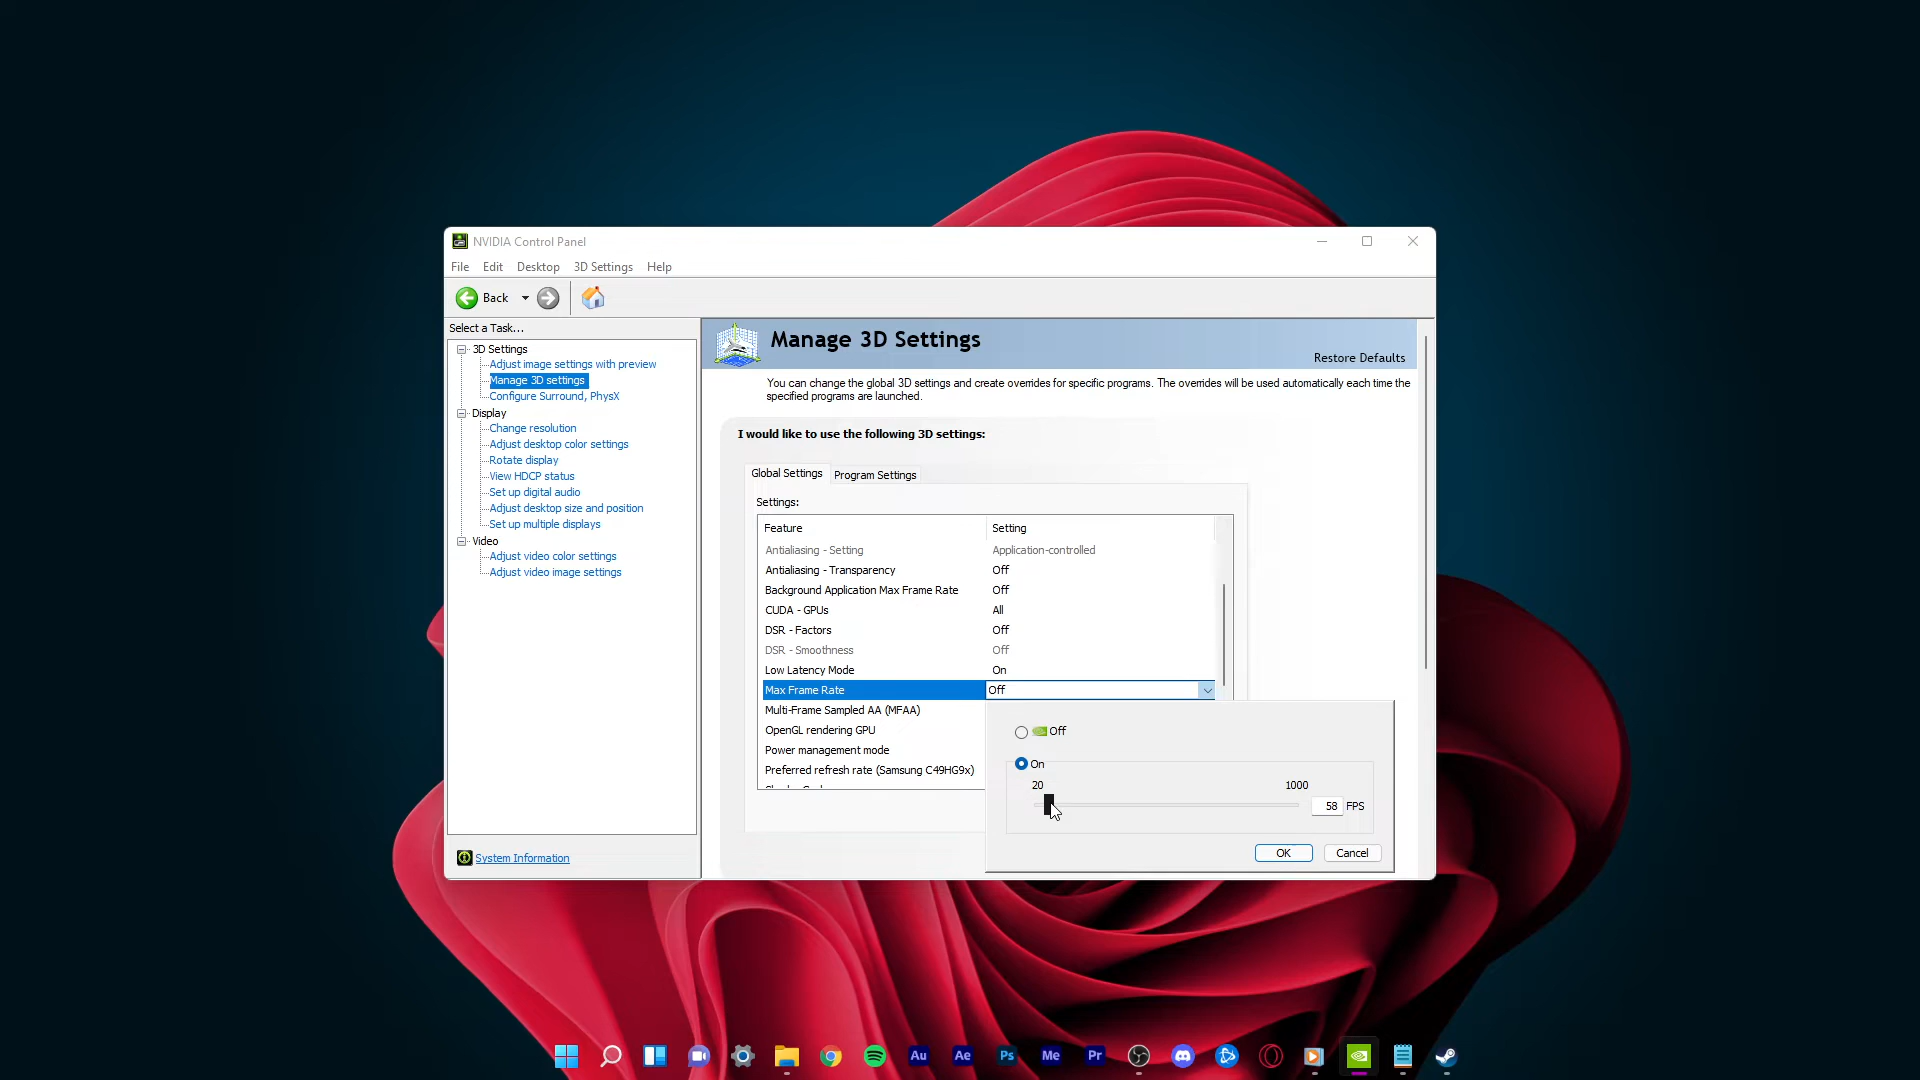 NVIDIA Control Panel
File Edit Desktop 3D Settings Help
Back
Select a Task...
3D Settings
Adjust image settings with preview
Manage 3D settings
Configure Surround, PhysX
Display
Change resolution
Adjust desktop color settings
Rotate display
View HDCP status
Set up digital audio
Adjust desktop size and position
Set up multiple displays
Video
Adjust video color settings
Adjust video image settings
System Information
Manage 3D Settings
Restore Defaults
You can change the global 3D settings and create overrides for specific programs. The overrides will be used automatically each time the
specified programs are launched.
I would like to use the following 3D settings:
Global Settings Program Settings
Settings:
Feature Setting
Antialiasing - Setting Application-controlled
Antialiasing - Transparency Off
Background Application Max Frame Rate Off
CUDA - GPUs All
DSR - Factors Off
DSR - Smoothness Off
Low Latency Mode On
Max Frame Rate Off
Multi-Frame Sampled AA (MFAA)
OpenGL rendering GPU
Power management mode
Preferred refresh rate (Samsung C49HG9x)
Off
On
20 1000
58 FPS
OK Cancel
Au Ae Ps Me Pr